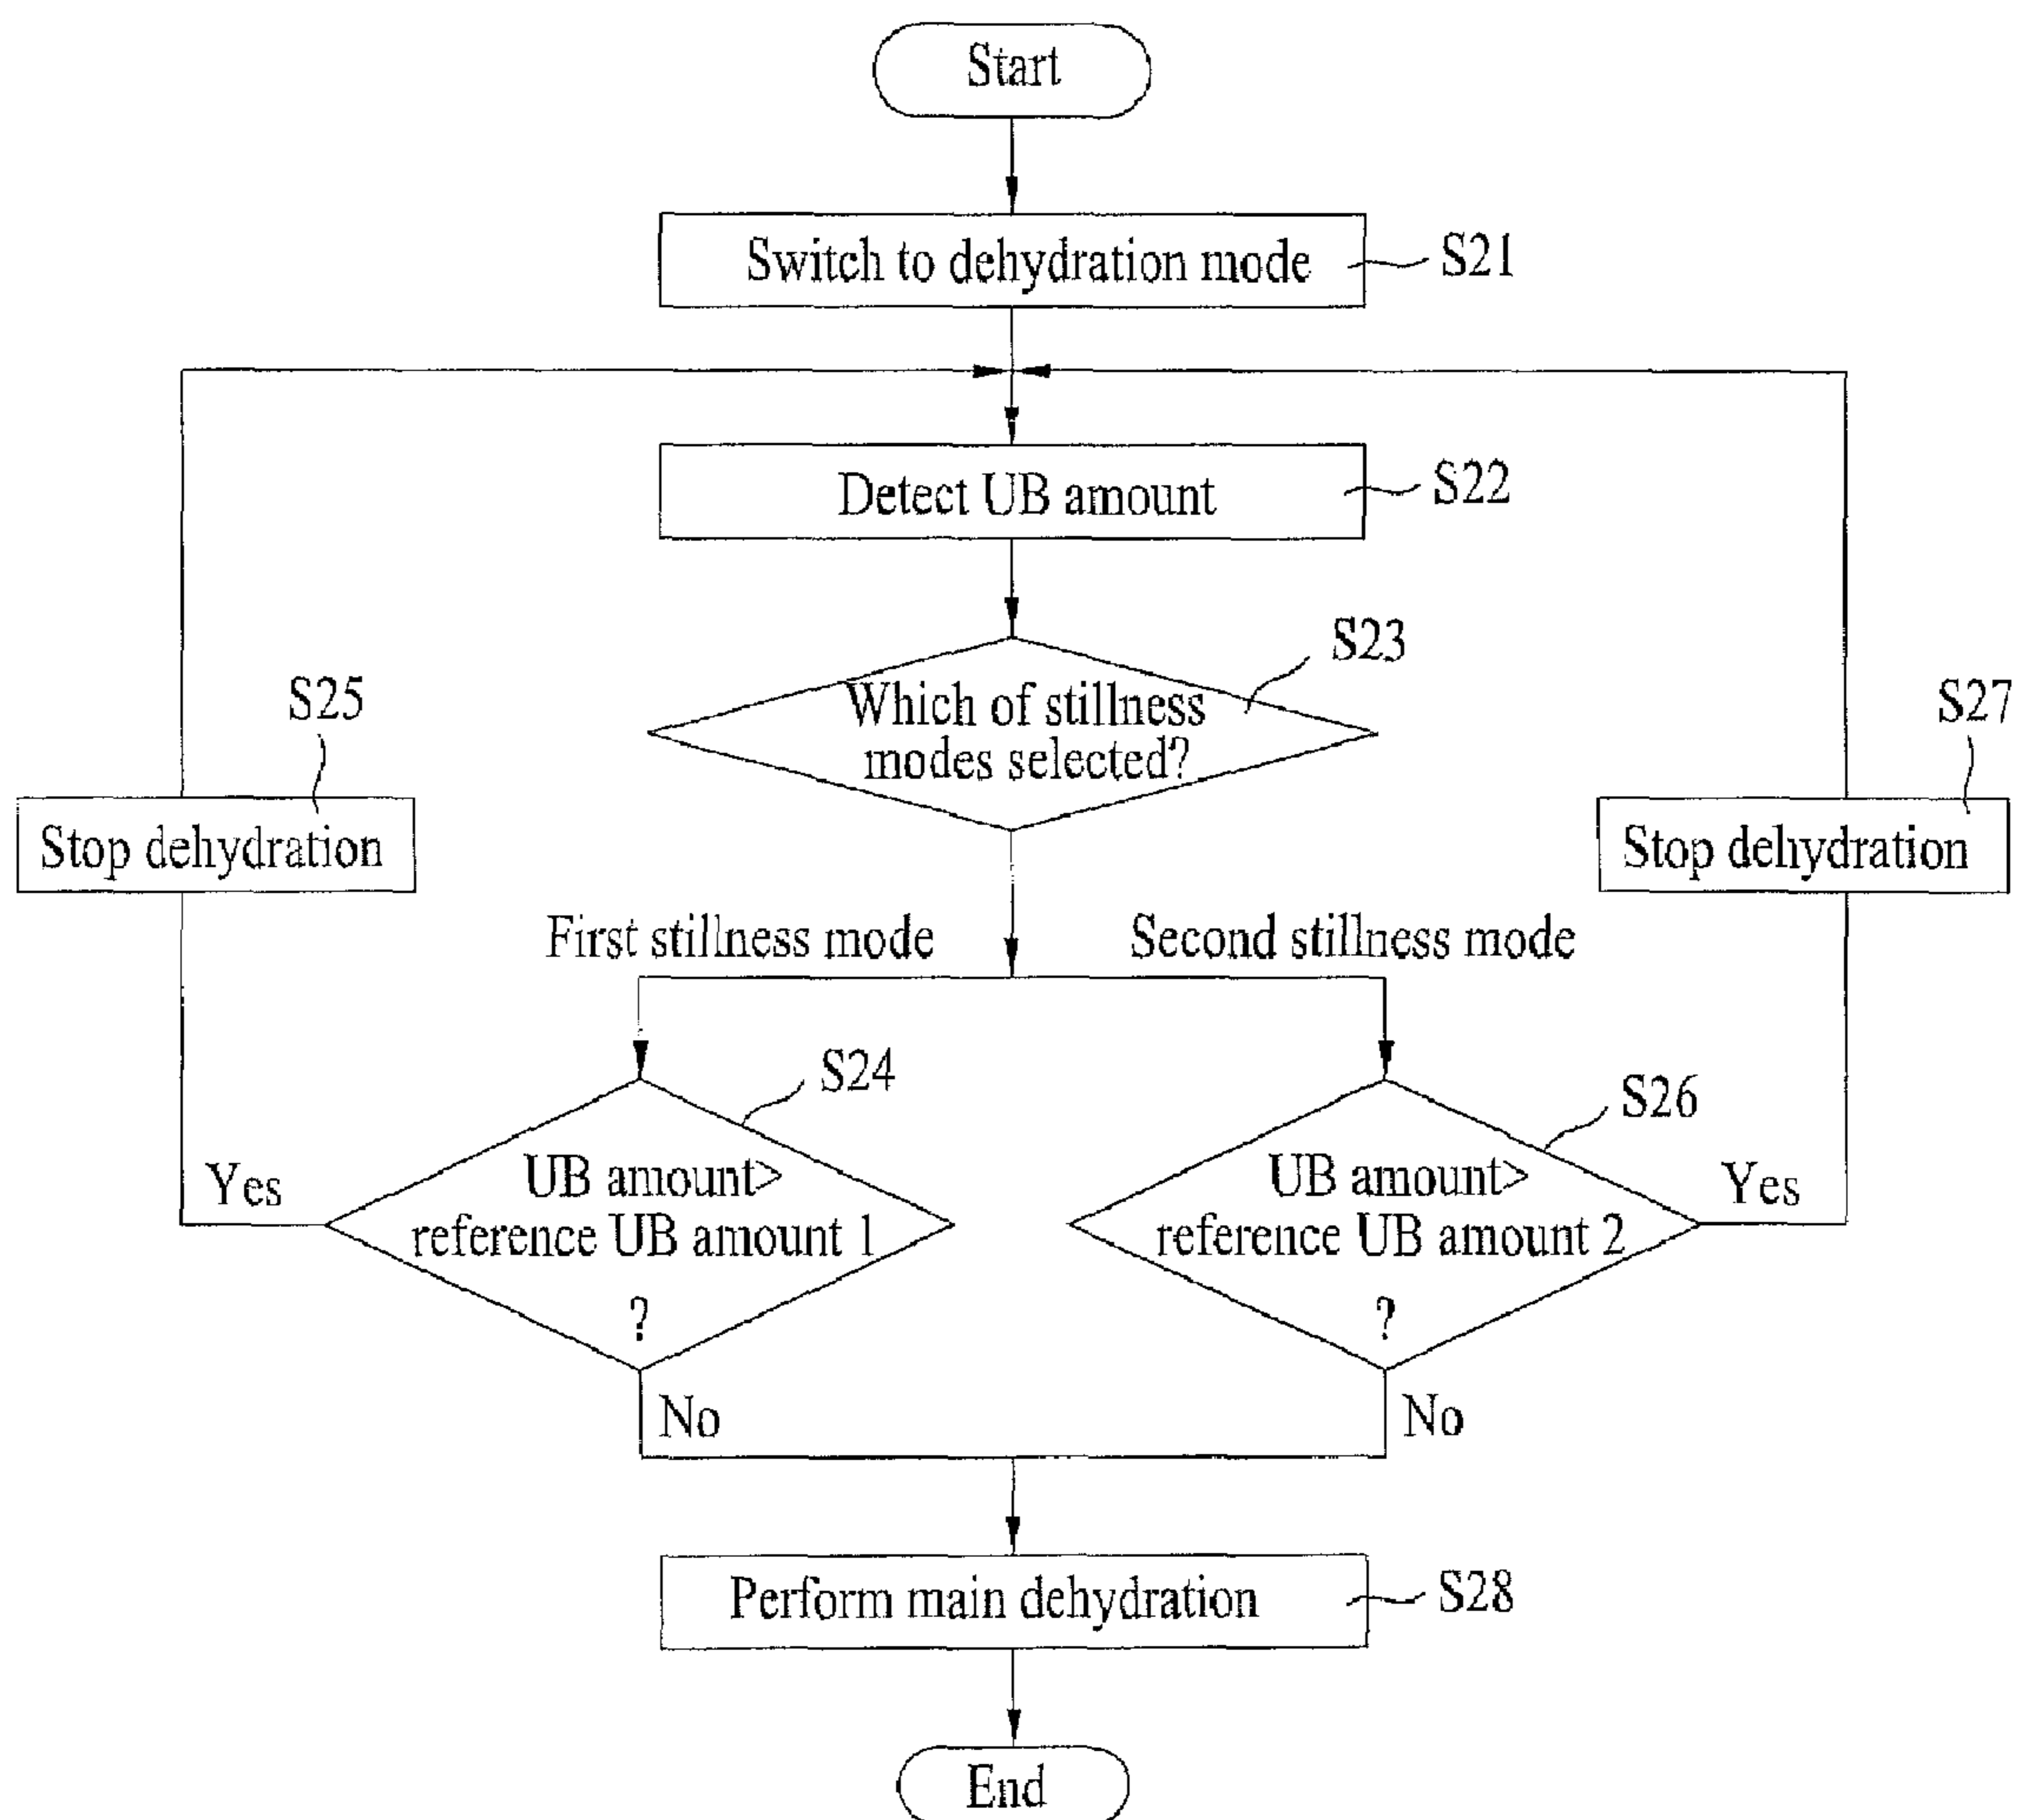 Start
Switch to dehydration mode
S21
Detect UB amount
S22
S23
Which of stillness
modes selected?
S25
Stop dehydration
S27
Stop dehydration
First stillness mode
Second stillness mode
S24
UB amount>
reference UB amount 1
?
Yes
No
S26
UB amount>
reference UB amount 2
?
Yes
No
Perform main dehydration
S28
End